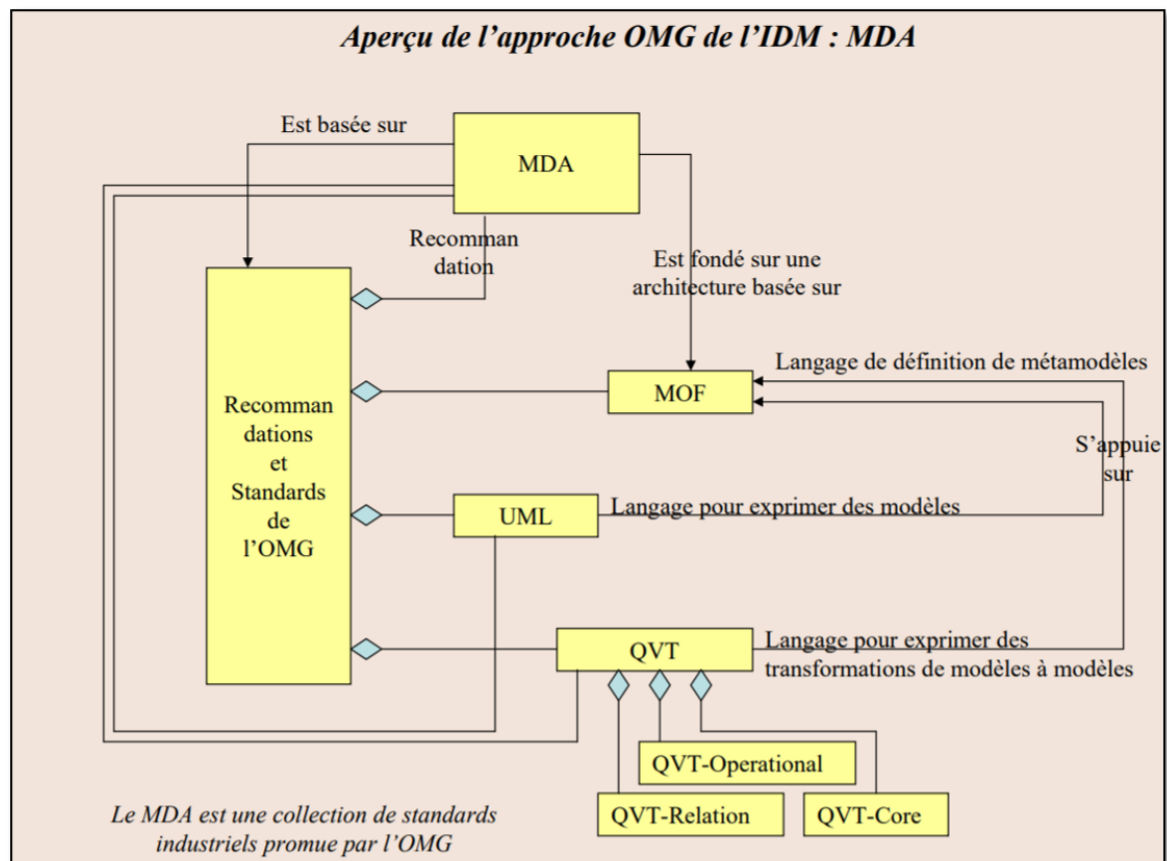 Aperçu de l’approche OMG de l’IDM : MDA
Est basée sur
MDA
Recomman
dation
Est fondé sur une
architecture basée sur
Langage de définition de métamodèles
MOF
Recomman
dations
et
Standards
de
l’OMG
S’appuie
sur
UML
Langage pour exprimer des modèles
QVT
Langage pour exprimer des
transformations de modèles à modèles
QVT-Operational
QVT-Relation
QVT-Core
Le MDA est une collection de standards
industriels promue par l’OMG